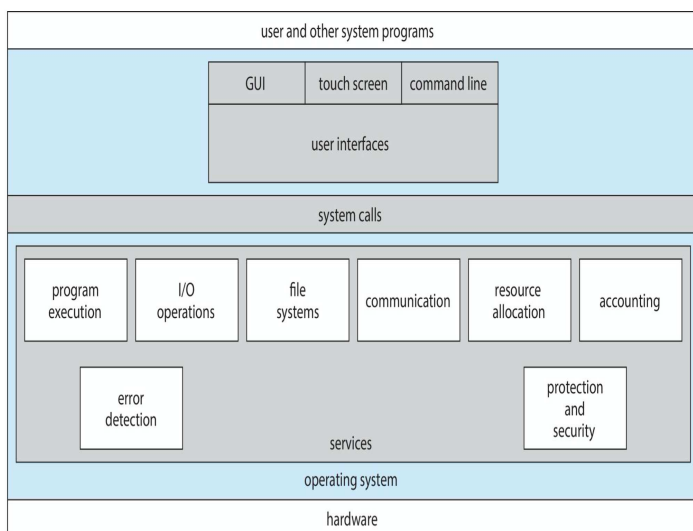 user and other system programs
GUI
touch screen
command line
user interfaces
system calls
program
execution
I/O
operations
file
systems
communication
resource
allocation
accounting
error
detection
protection
and
security
services
operating system
hardware